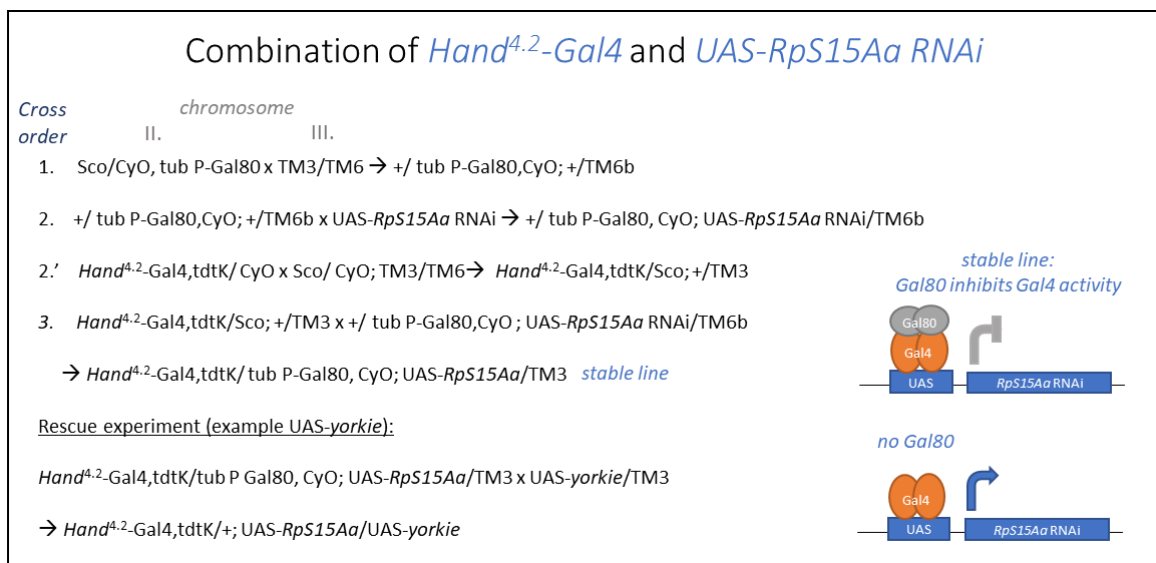 Combination of Hand4.2-Gal4 and UAS-RpS15Aa RNAi
Cross order
chromosome
II.
III.
1. Sco/CyO, tub P-Gal80 x TM3/TM6 → +/ tub P-Gal80,CyO; +/TM6b
2. +/ tub P-Gal80,CyO; +/TM6b x UAS-RpS15Aa RNAi → +/ tub P-Gal80, CyO; UAS-RpS15Aa RNAi/TM6b
2.' Hand4.2-Gal4,tdtK/ CyO x Sco/ CyO; TM3/TM6→ Hand4.2-Gal4,tdtK/Sco; +/TM3
3. Hand4.2-Gal4,tdtK/Sco; +/TM3 x +/ tub P-Gal80,CyO ; UAS-RpS15Aa RNAi/TM6b
→ Hand4.2-Gal4,tdtK/ tub P-Gal80, CyO; UAS-RpS15Aa/TM3 stable line
Rescue experiment (example UAS-yorkie):
Hand4.2-Gal4,tdtK/tub P Gal80, CyO; UAS-RpS15Aa/TM3 x UAS-yorkie/TM3
→ Hand4.2-Gal4,tdtK/+; UAS-RpS15Aa/UAS-yorkie
stable line:
Gal80 inhibits Gal4 activity
Gal80
Gal4
UAS
RpS15Aa RNAi
no Gal80
Gal4
UAS
RpS15Aa RNAi